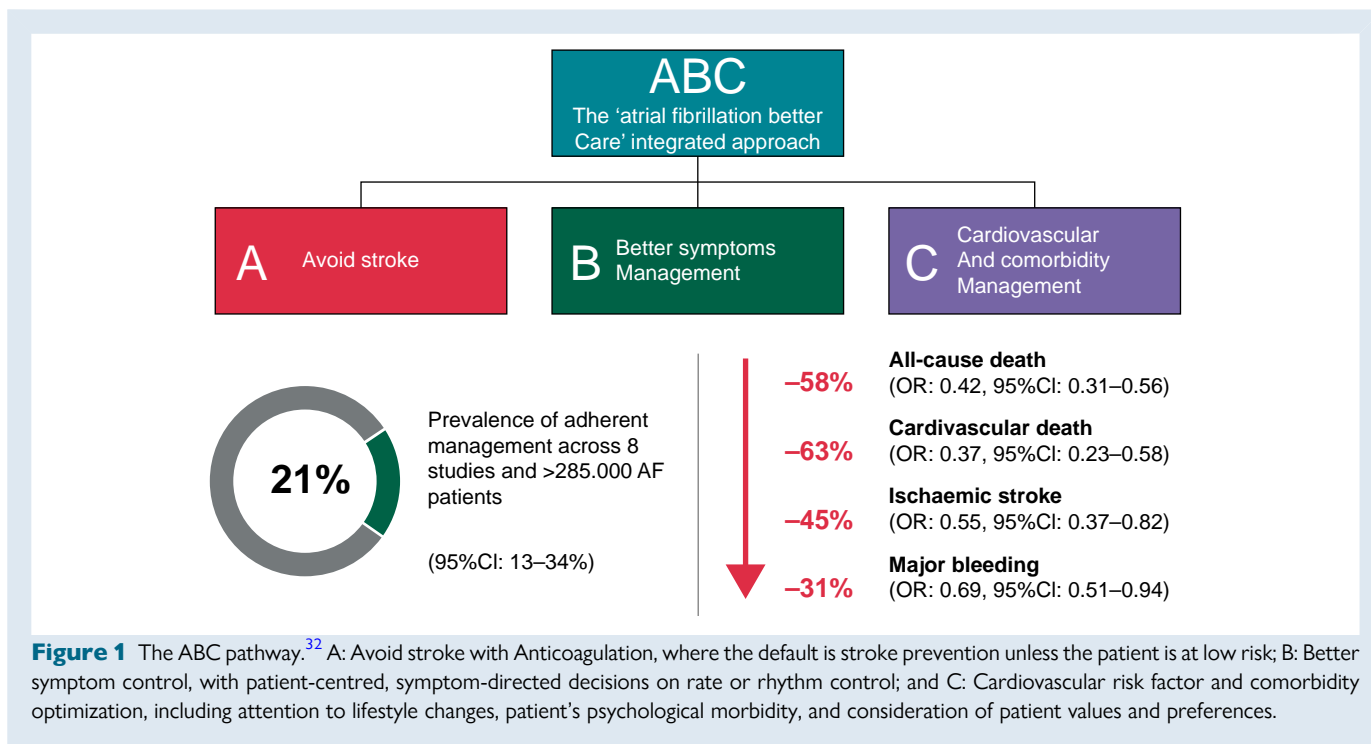 ABC
The ‘atrial fibrillation better
Care’ integrated approach
A
Avoid stroke
B
Better symptoms
Management
C
Cardiovascular
And comorbidity
Management
21%
Prevalence of adherent
management across 8
studies and >285.000 AF
patients
(95%CI: 13–34%)
–58%
All-cause death
(OR: 0.42, 95%CI: 0.31–0.56)
–63%
Cardivascular death
(OR: 0.37, 95%CI: 0.23–0.58)
–45%
Ischaemic stroke
(OR: 0.55, 95%CI: 0.37–0.82)
–31%
Major bleeding
(OR: 0.69, 95%CI: 0.51–0.94)
Figure 1 The ABC pathway.32 A: Avoid stroke with Anticoagulation, where the default is stroke prevention unless the patient is at low risk; B: Better
symptom control, with patient-centred, symptom-directed decisions on rate or rhythm control; and C: Cardiovascular risk factor and comorbidity
optimization, including attention to lifestyle changes, patient’s psychological morbidity, and consideration of patient values and preferences.